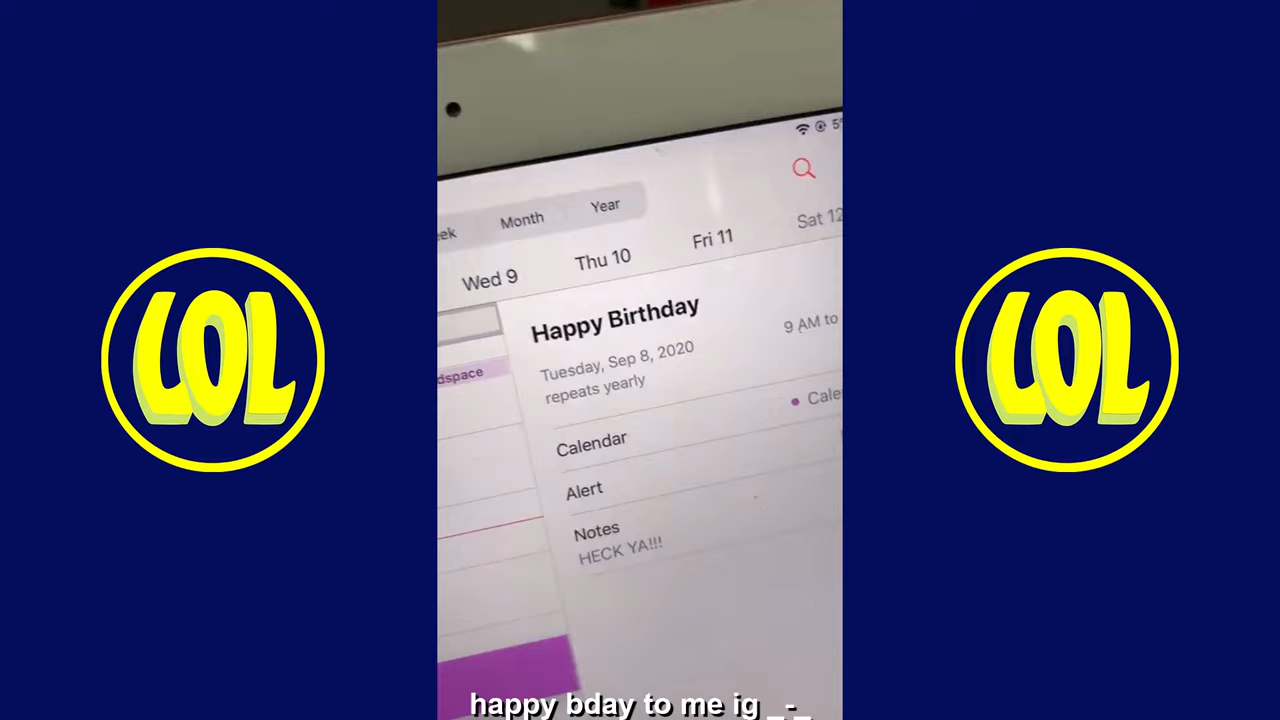 LOL
LOL
Month
Year
Wed 9
Thu 10
Fri 11
Sat 12
Happy Birthday
9 AM to
Tuesday, Sep 8, 2020
repeats yearly
dspace
Calendar
Alert
Notes
HECK YA!!!
happy bday to me ig _-_